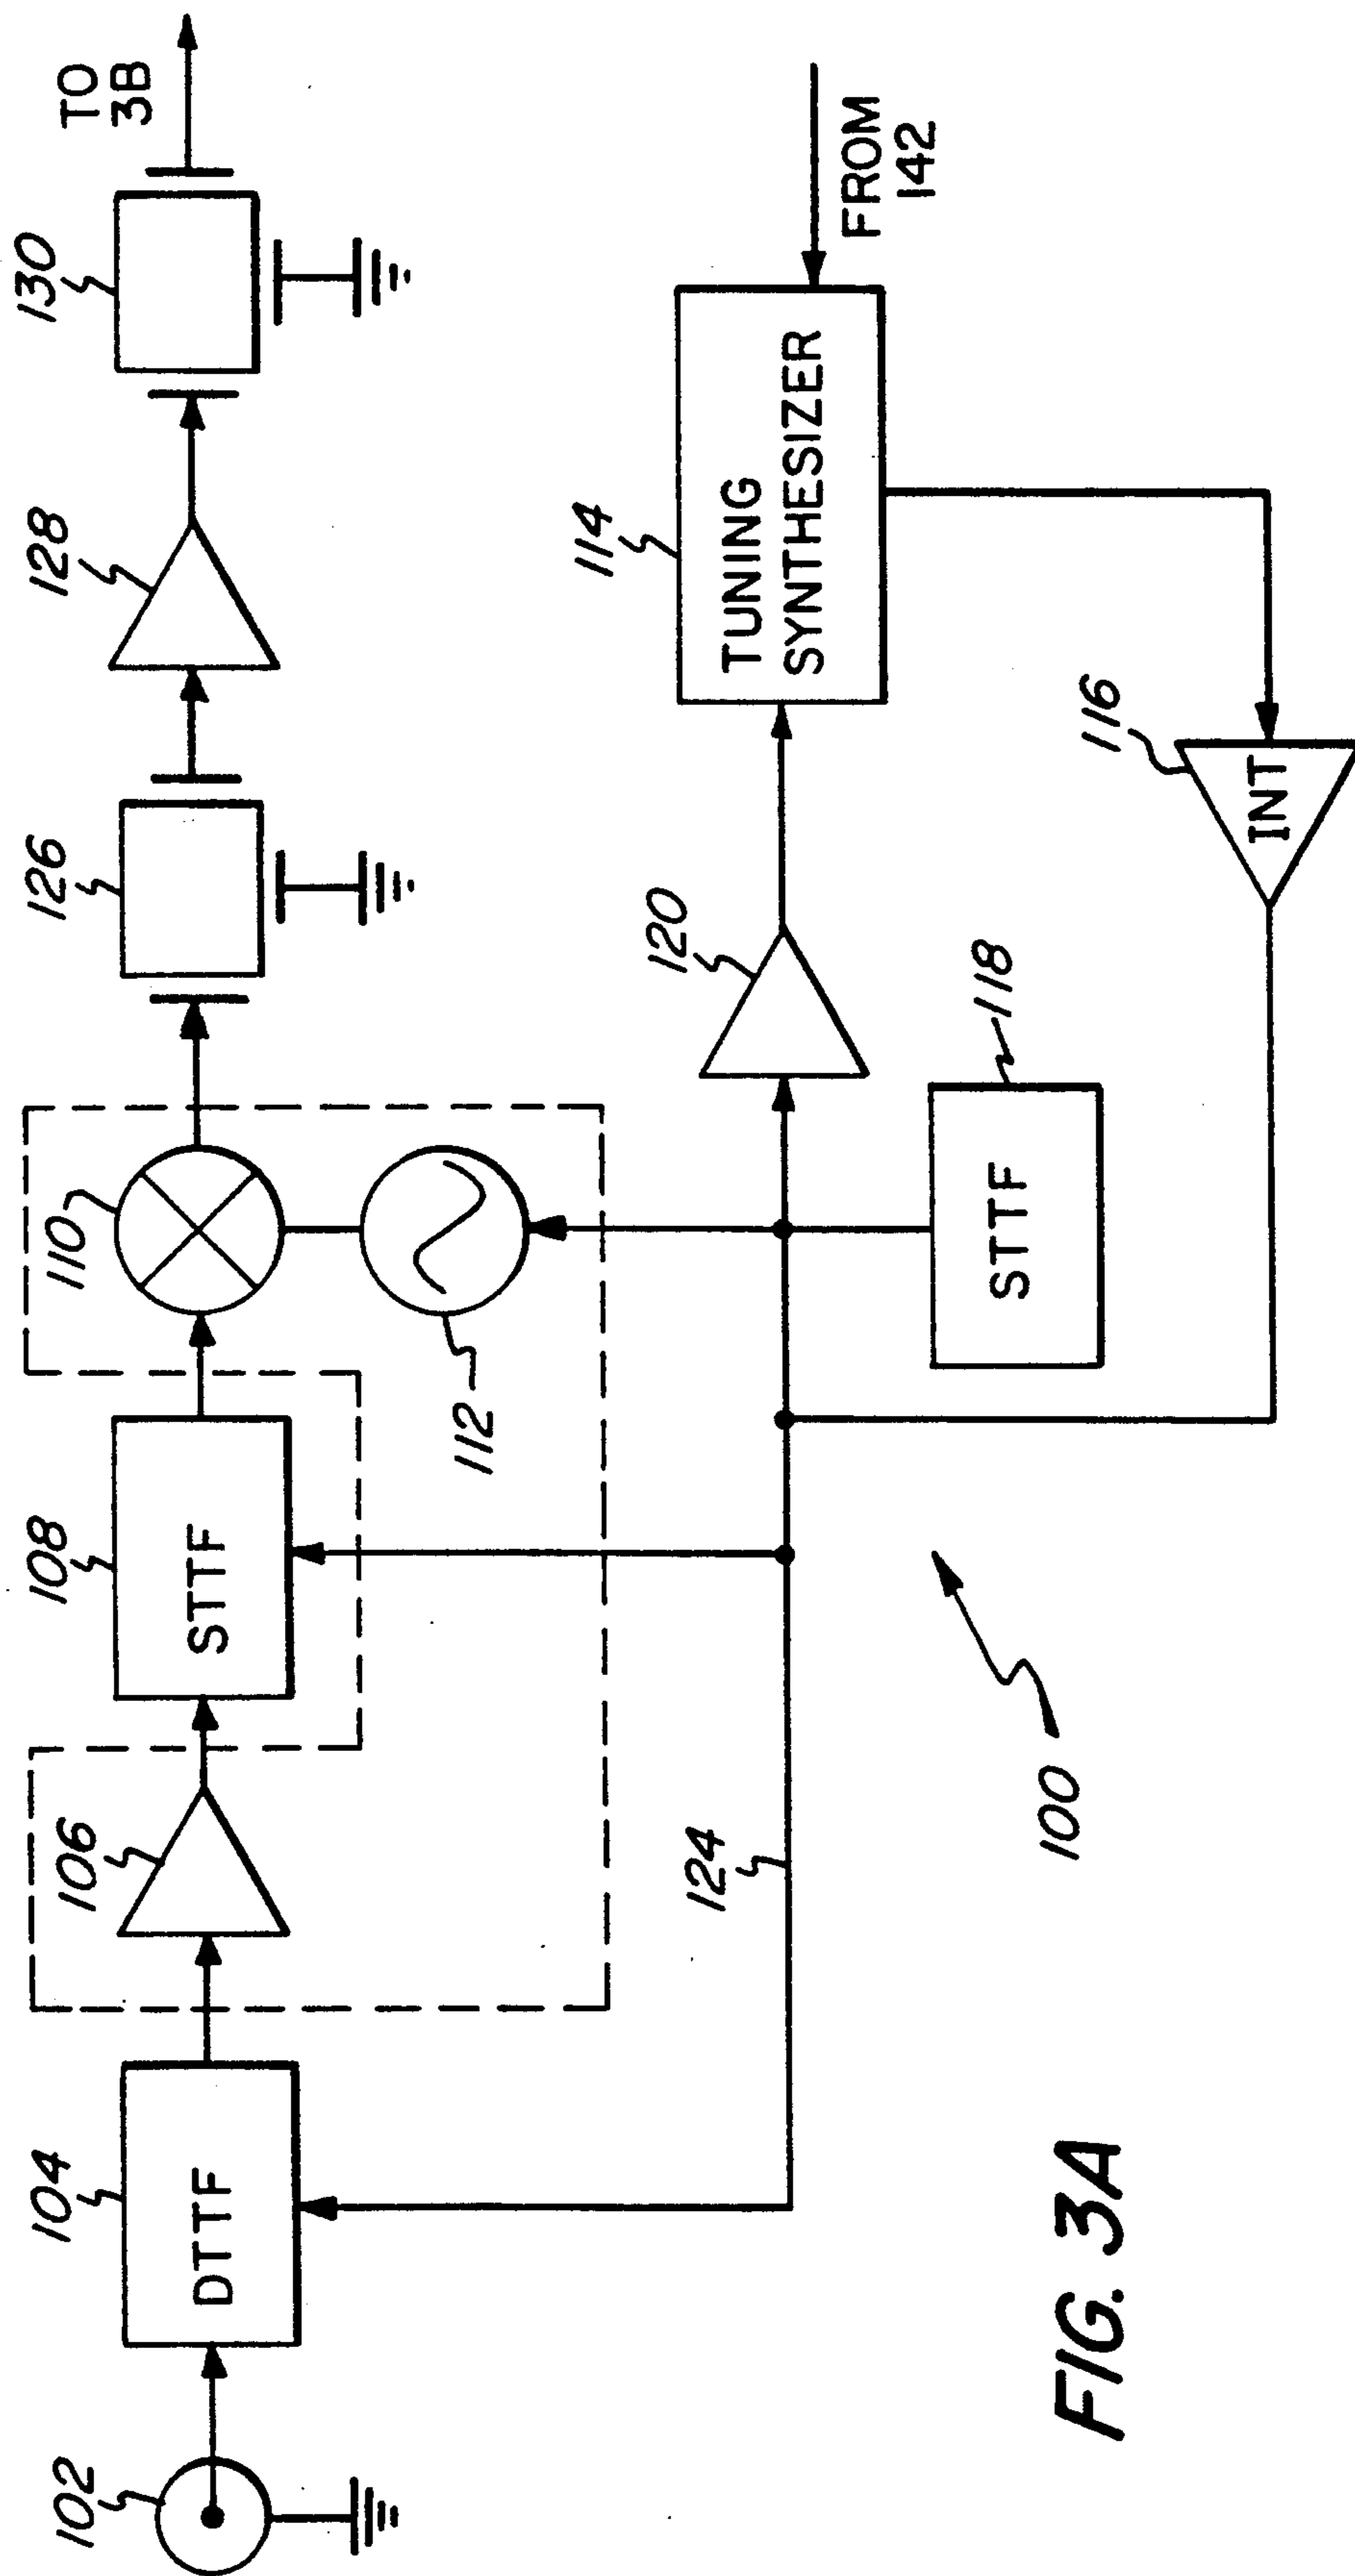 102
104
DTTF
106
108
STTF
110
112
126
128
130
TO
3B
124
120
114
TUNING
SYNTHESIZER
FROM
142
118
STTF
116
INT
100
FIG. 3A